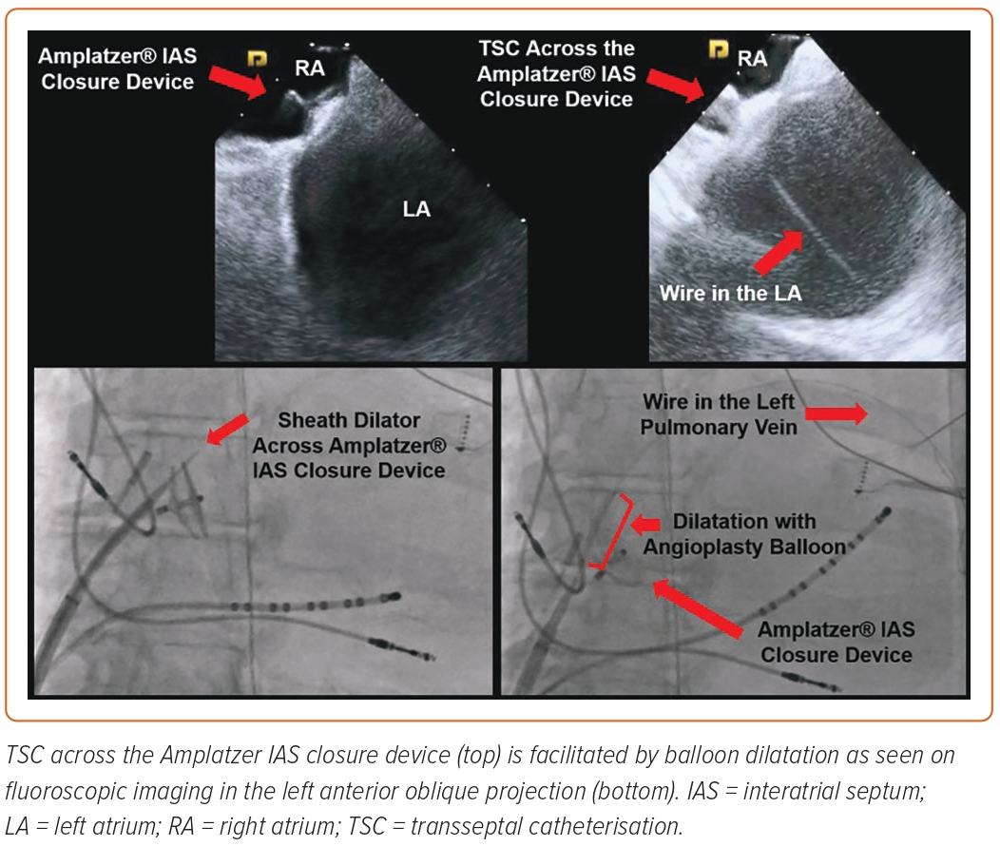 Amplatzer® IAS
Closure Device
P
RA
LA
TSC Across the
Amplatzer® IAS
Closure Device
P
RA
Wire in the LA
Sheath Dilator
Across Amplatzer®
IAS Closure Device
Wire in the Left
Pulmonary Vein
Dilatation with
Angioplasty Balloon
Amplatzer® IAS
Closure Device
TSC across the Amplatzer IAS closure device (top) is facilitated by balloon dilatation as seen on
fluoroscopic imaging in the left anterior oblique projection (bottom). IAS = interatrial septum;
LA = left atrium; RA = right atrium; TSC = transseptal catheterisation.